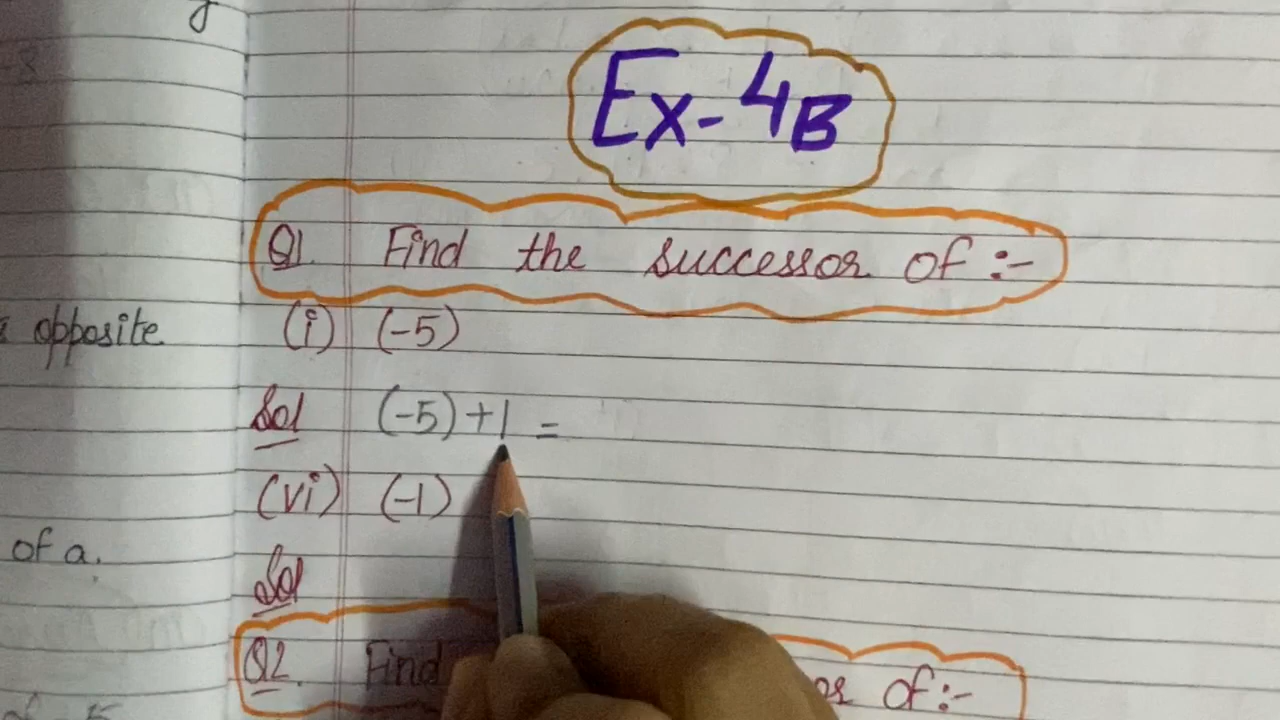 Ex-4B
Q1. Find the successor of :-
(i) (-5)
opposite
Sol (-5)+1 =
(vi) (-1)
of a.
Sol
Q2. Find of :-